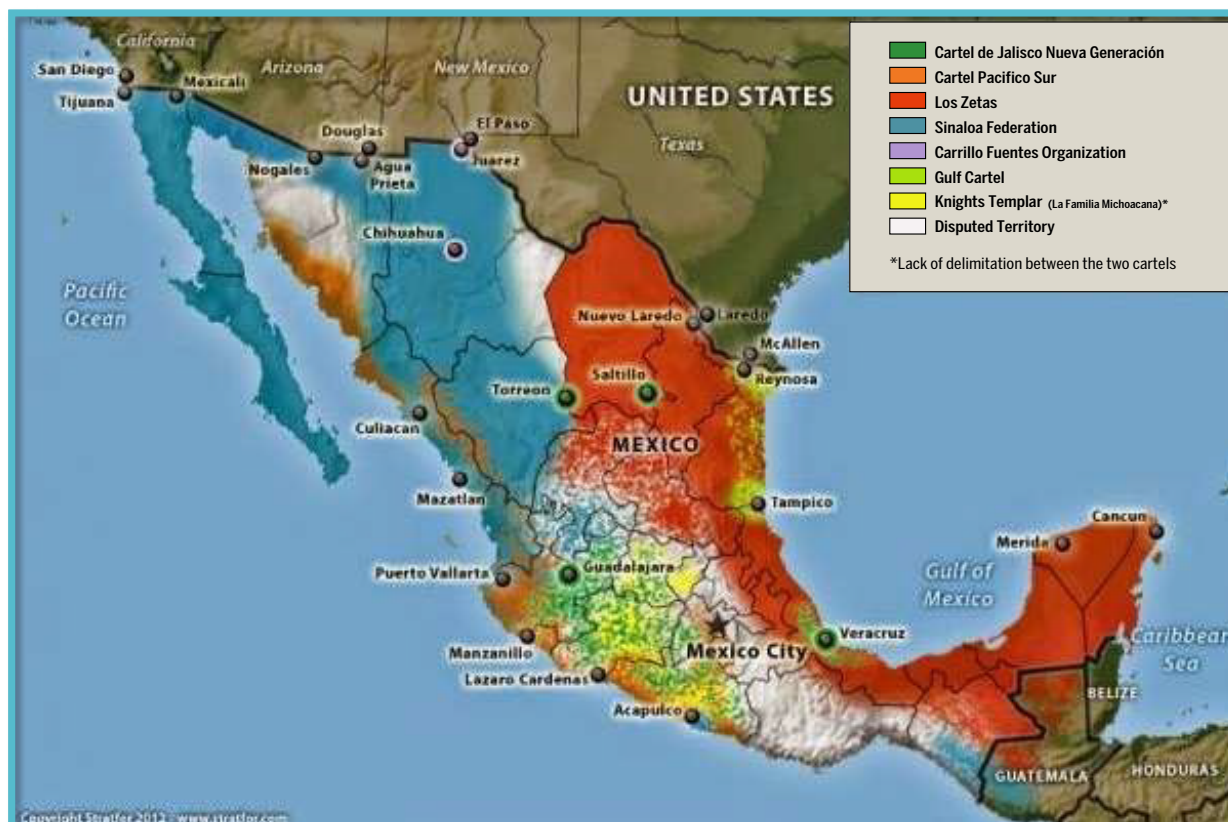 California
San Diego
Tijuana
Mexicali
Arizona
New Mexico
UNITED STATES
Texas
Douglas
El Paso
Nogales
Agua
Prieta
Juarez
Chihuahua
Pacific
Ocean
Nuevo Laredo
Laredo
McAllen
Reynosa
Torreon
Saltillo
Culiacan
MEXICO
Mazatlan
Tampico
Cancun
Merida
Puerto Vallarta
Guadalajara
Gulf of
Mexico
Manzanillo
Mexico City
Veracruz
Caribbean
Sea
Lazaro Cardenas
Acapulco
BELIZE
GUATEMALA
HONDURAS
Cartel de Jalisco Nueva Generación
Cartel Pacifico Sur
Los Zetas
Sinaloa Federation
Carrillo Fuentes Organization
Gulf Cartel
Knights Templar (La Familia Michoacana)*
Disputed Territory
*Lack of delimitation between the two cartels
Copyright Stratfor 2012 - www.stratfor.com